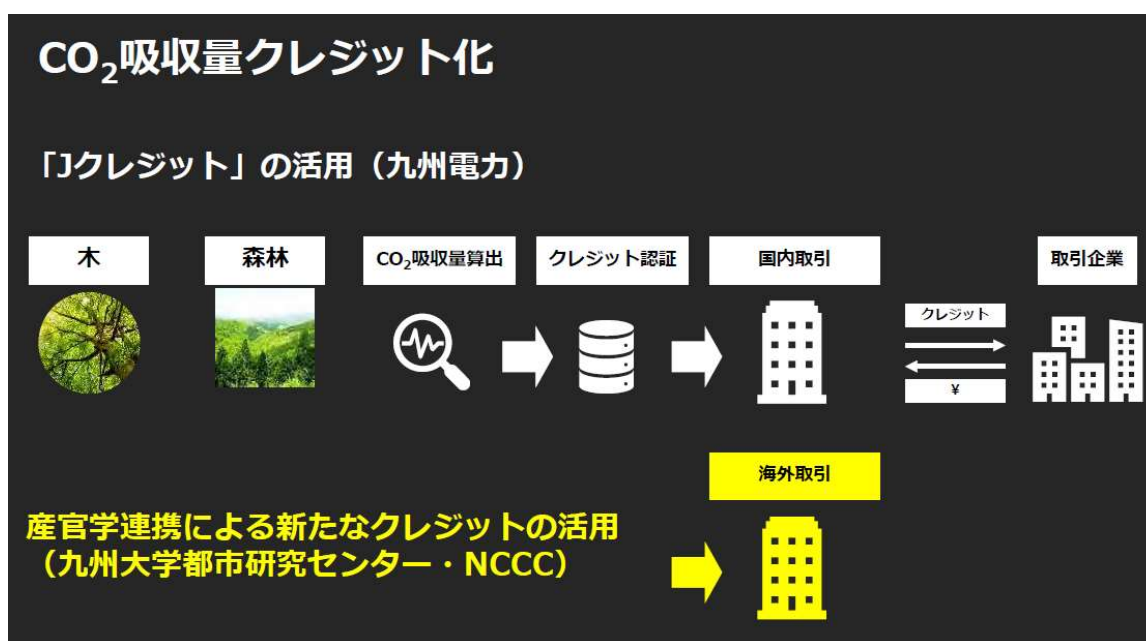 CO₂吸収量クレジット化
「Jクレジット」の活用（九州電力）
木
森林
CO₂吸収量算出
クレジット認証
国内取引
取引企業
クレジット
¥
海外取引
産官学連携による新たなクレジットの活用
（九州大学都市研究センター・NCCC）